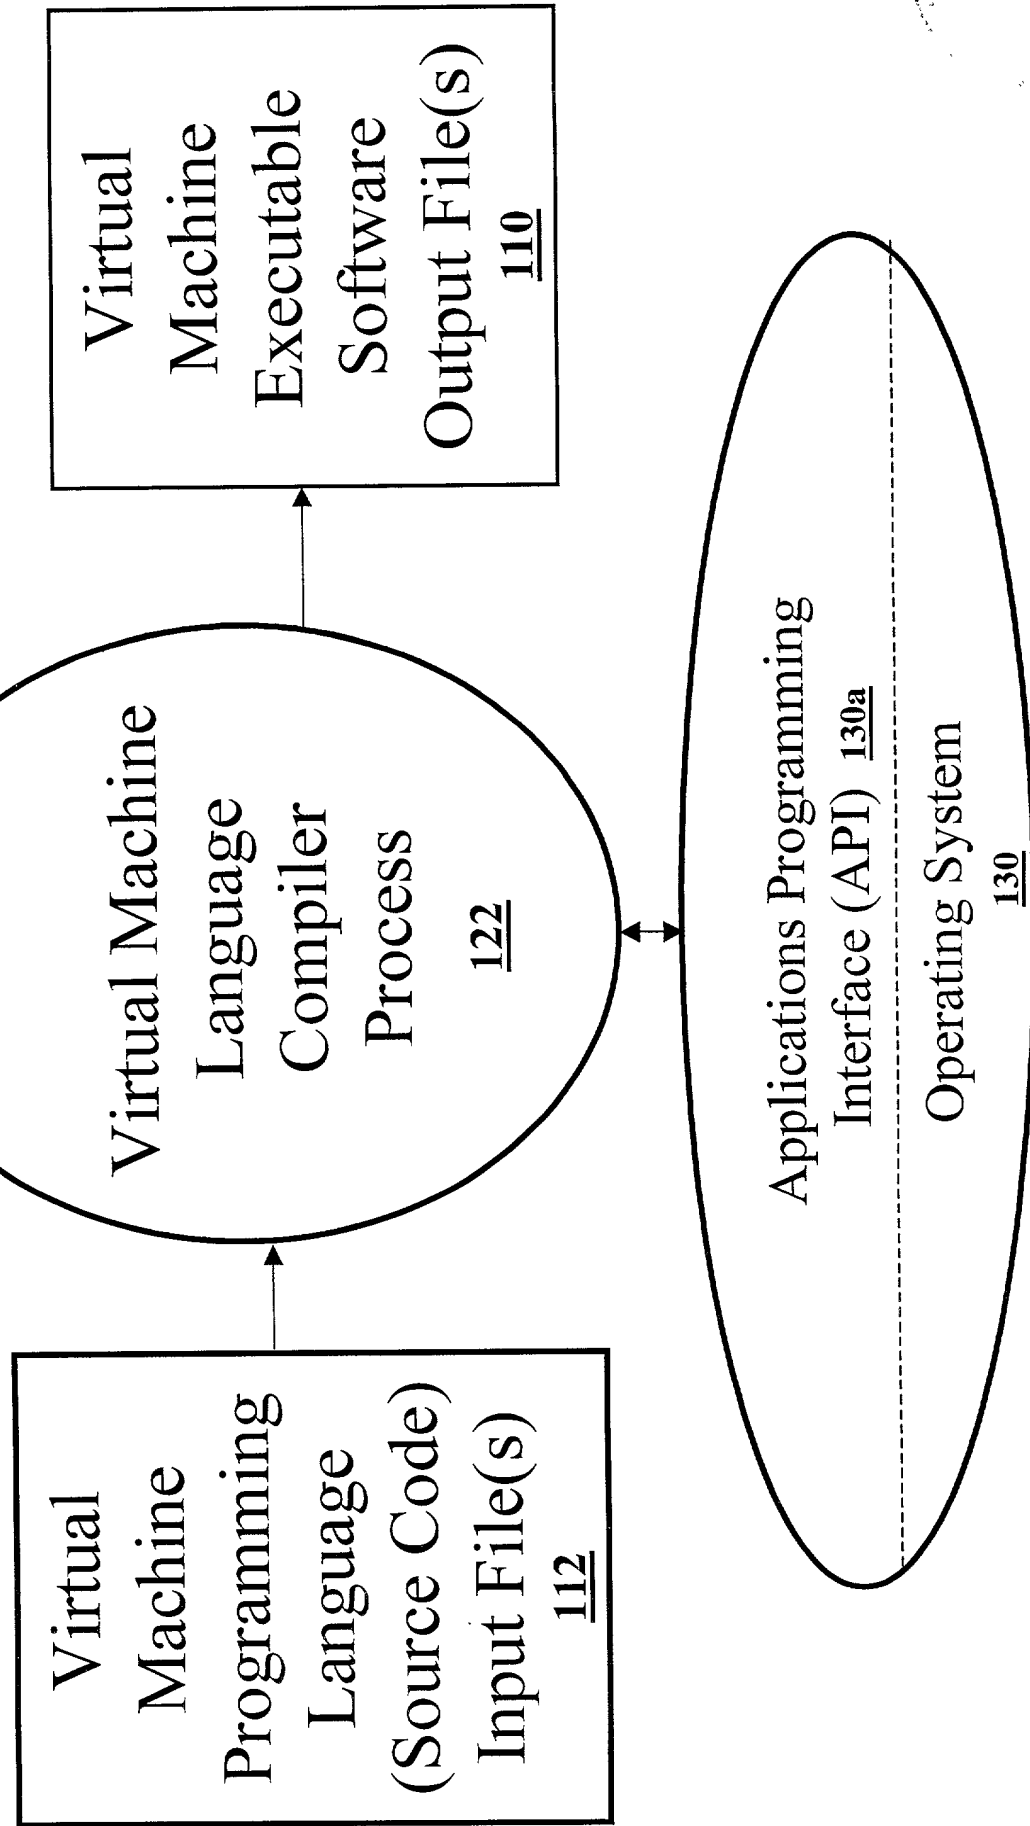 Virtual
Machine
Programming
Language
(Source Code)
Input File(s)
112
Virtual Machine
Language
Compiler
Process
122
Virtual
Machine
Executable
Software
Output File(s)
110
Applications Programming
Interface (API) 130a
Operating System
130